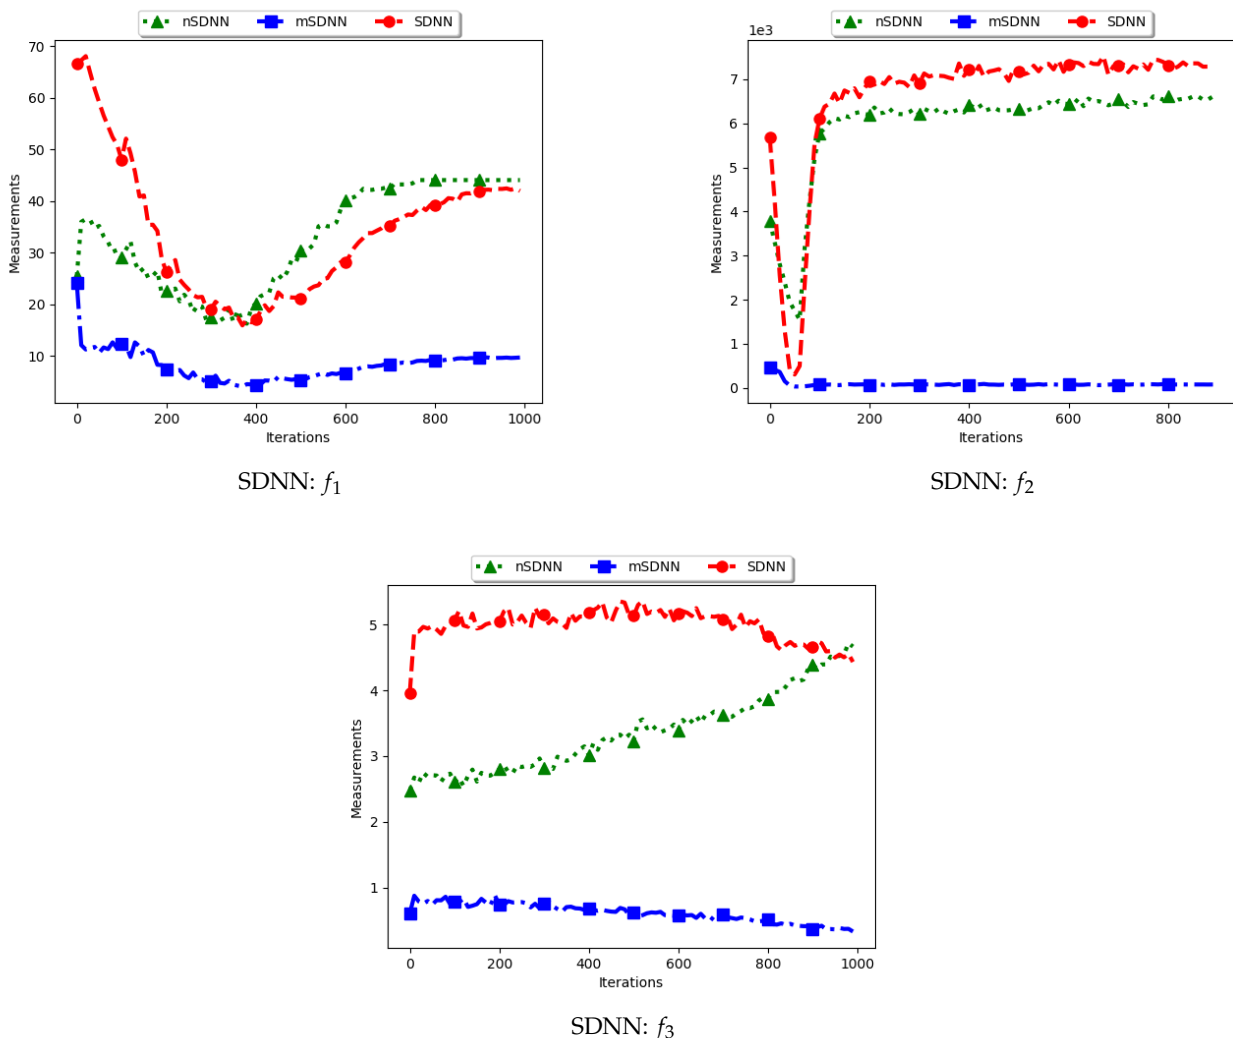 nSDNN mSDNN SDNN
70
60
50
40
30
20
10
Measurements
0 200 400 600 800 1000
Iterations
SDNN: f1
nSDNN mSDNN SDNN
1e3
7
6
5
4
3
2
1
0
Measurements
0 200 400 600 800
Iterations
SDNN: f2
nSDNN mSDNN SDNN
5
4
3
2
1
Measurements
0 200 400 600 800 1000
Iterations
SDNN: f3